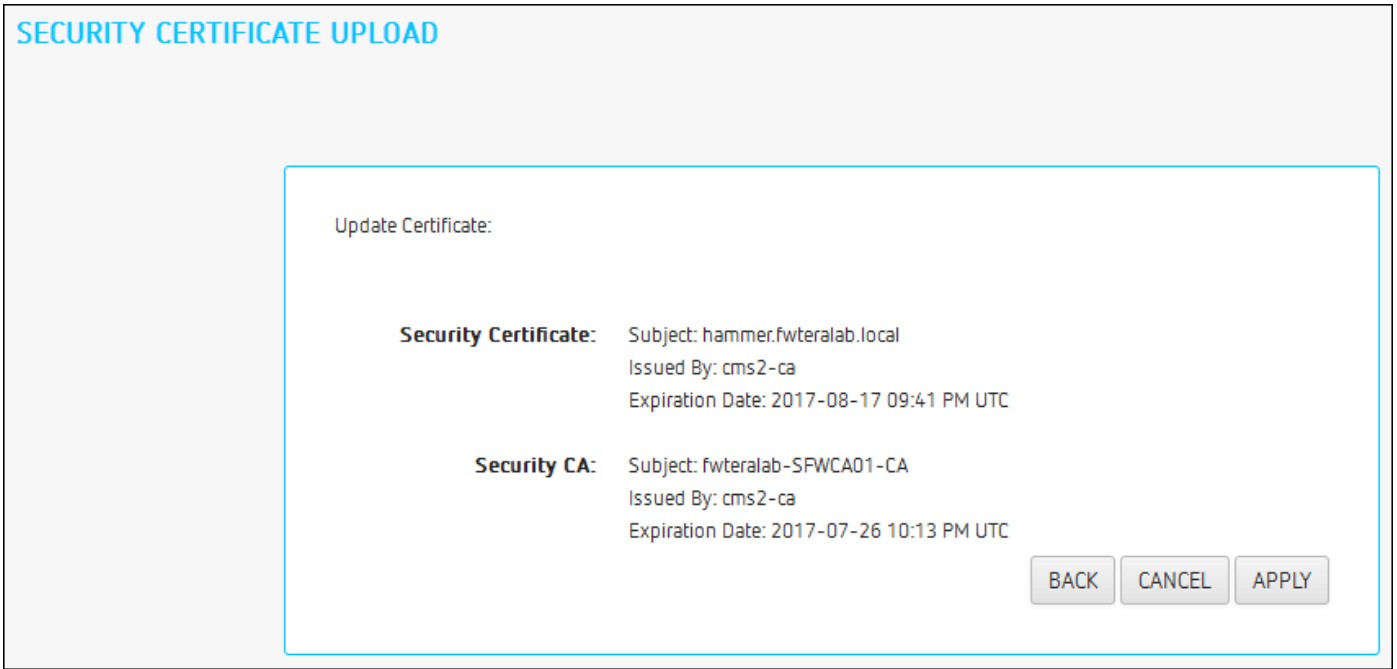 SECURITY CERTIFICATE UPLOAD
Update Certificate:
Security Certificate: Subject: hammer.fwteralab.local
Issued By: cms2-ca
Expiration Date: 2017-08-17 09:41 PM UTC
Security CA: Subject: fwteralab-SFWCA01-CA
Issued By: cms2-ca
Expiration Date: 2017-07-26 10:13 PM UTC
BACK CANCEL APPLY